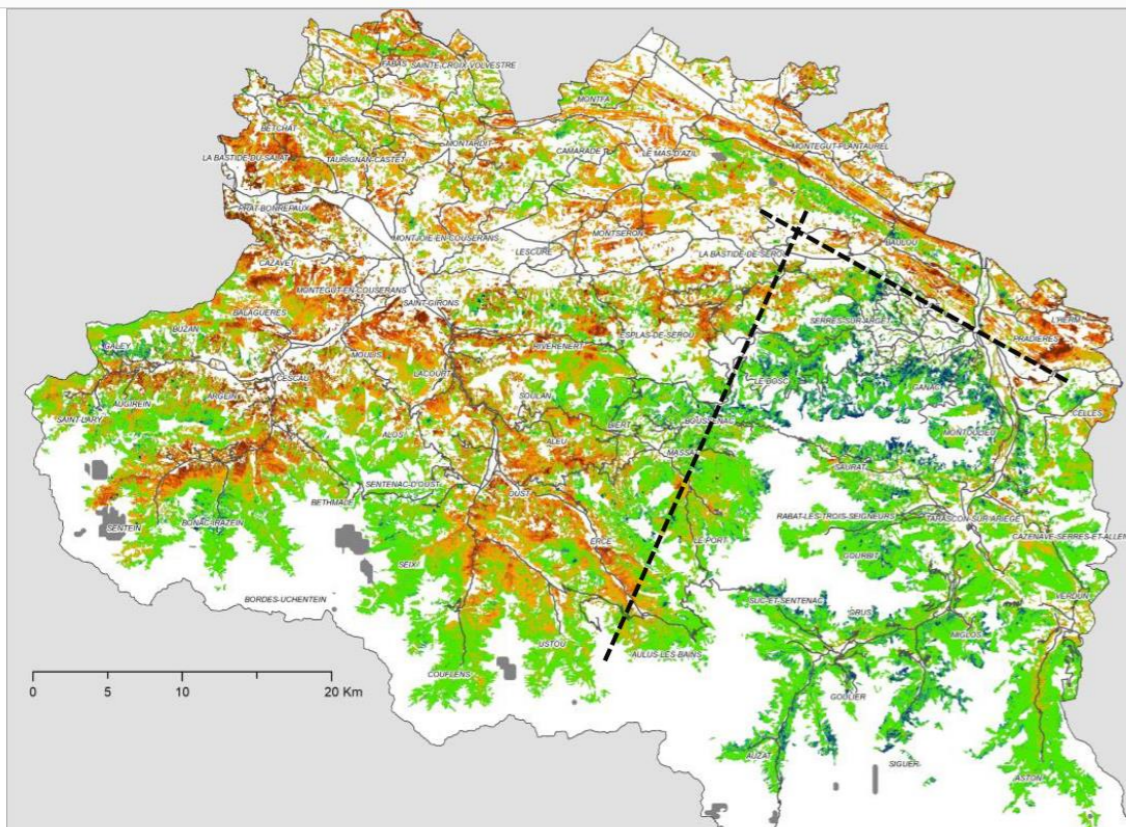 FABAS
SAINTE-CROIX-VOLVESTRE
MONTFA
BETCHAT
MONTARDIT
CAMARADE
LE MAS-D'AZIL
MONTEGUT-PLANTAUREL
LA BASTIDE-DU-SALAT
TAURIGNAN-CASTET
PRAT-BONREPAUX
MONTJOIE-EN-COUSERANS
LESCURE
MONTSERON
LA BASTIDE-DE-SEROU
BAULOU
CAZAVET
MONTEGUT-EN-COUSERANS
SAINT-GIRONS
BALAGUERES
SERRES-SUR-ARGET
L'HERM
PRADIERES
BUZAN
GALEY
ESPLAS-DE-SEROU
RIVERENERT
MOULIS
LACOURT
CESCAU
LE BOSC
GANAC
SOULAN
ARGEIN
AUGIREIN
SAINT-LARY
CELLES
BOUSSENAC
BIERT
MONTOULIEU
ALOS
ALEU
MASSAT
SAURAT
SENTENAC-D'OUST
OUST
BETHMALE
SENTEIN
BONAC-IRAZEIN
RABAT-LES-TROIS-SEIGNEURS
TARASCON-SUR-ARIEGE
CAZENAVE-SERRES-ET-ALLEN
ERCE
LE PORT
GOURBIT
SEIX
BORDES-UCHENTEIN
SUC-ET-SENTENAC
ORUS
VERDUN
NIGLOS
USTOU
AULUS-LES-BAINS
COUFLENS
GOULIER
AUZAT
SIGUER
ASTON
0 5 10 20 Km